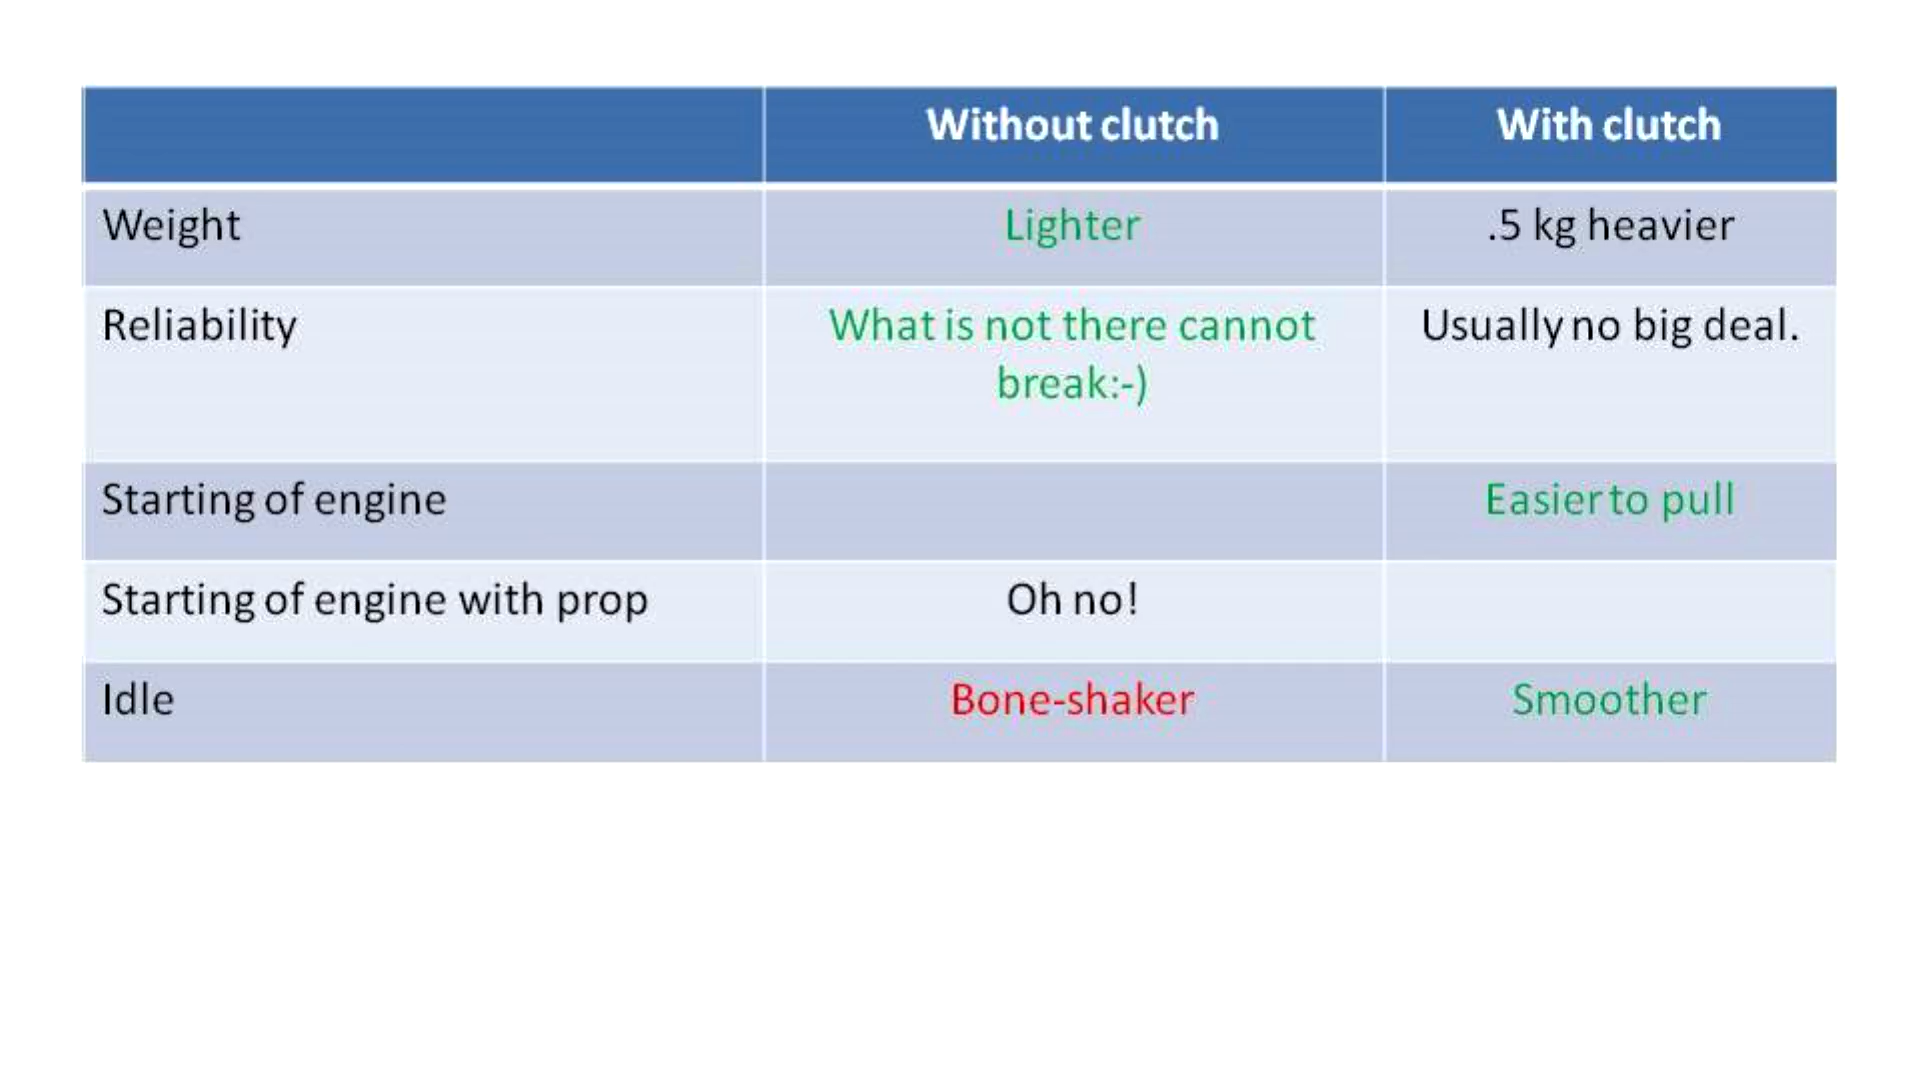 Without clutch With clutch
Weight Lighter .5 kg heavier
Reliability What is not there cannot Usually no big deal.
break:-)
Starting of engine Easier to pull
Starting of engine with prop Oh no!
Idle Bone-shaker Smoother